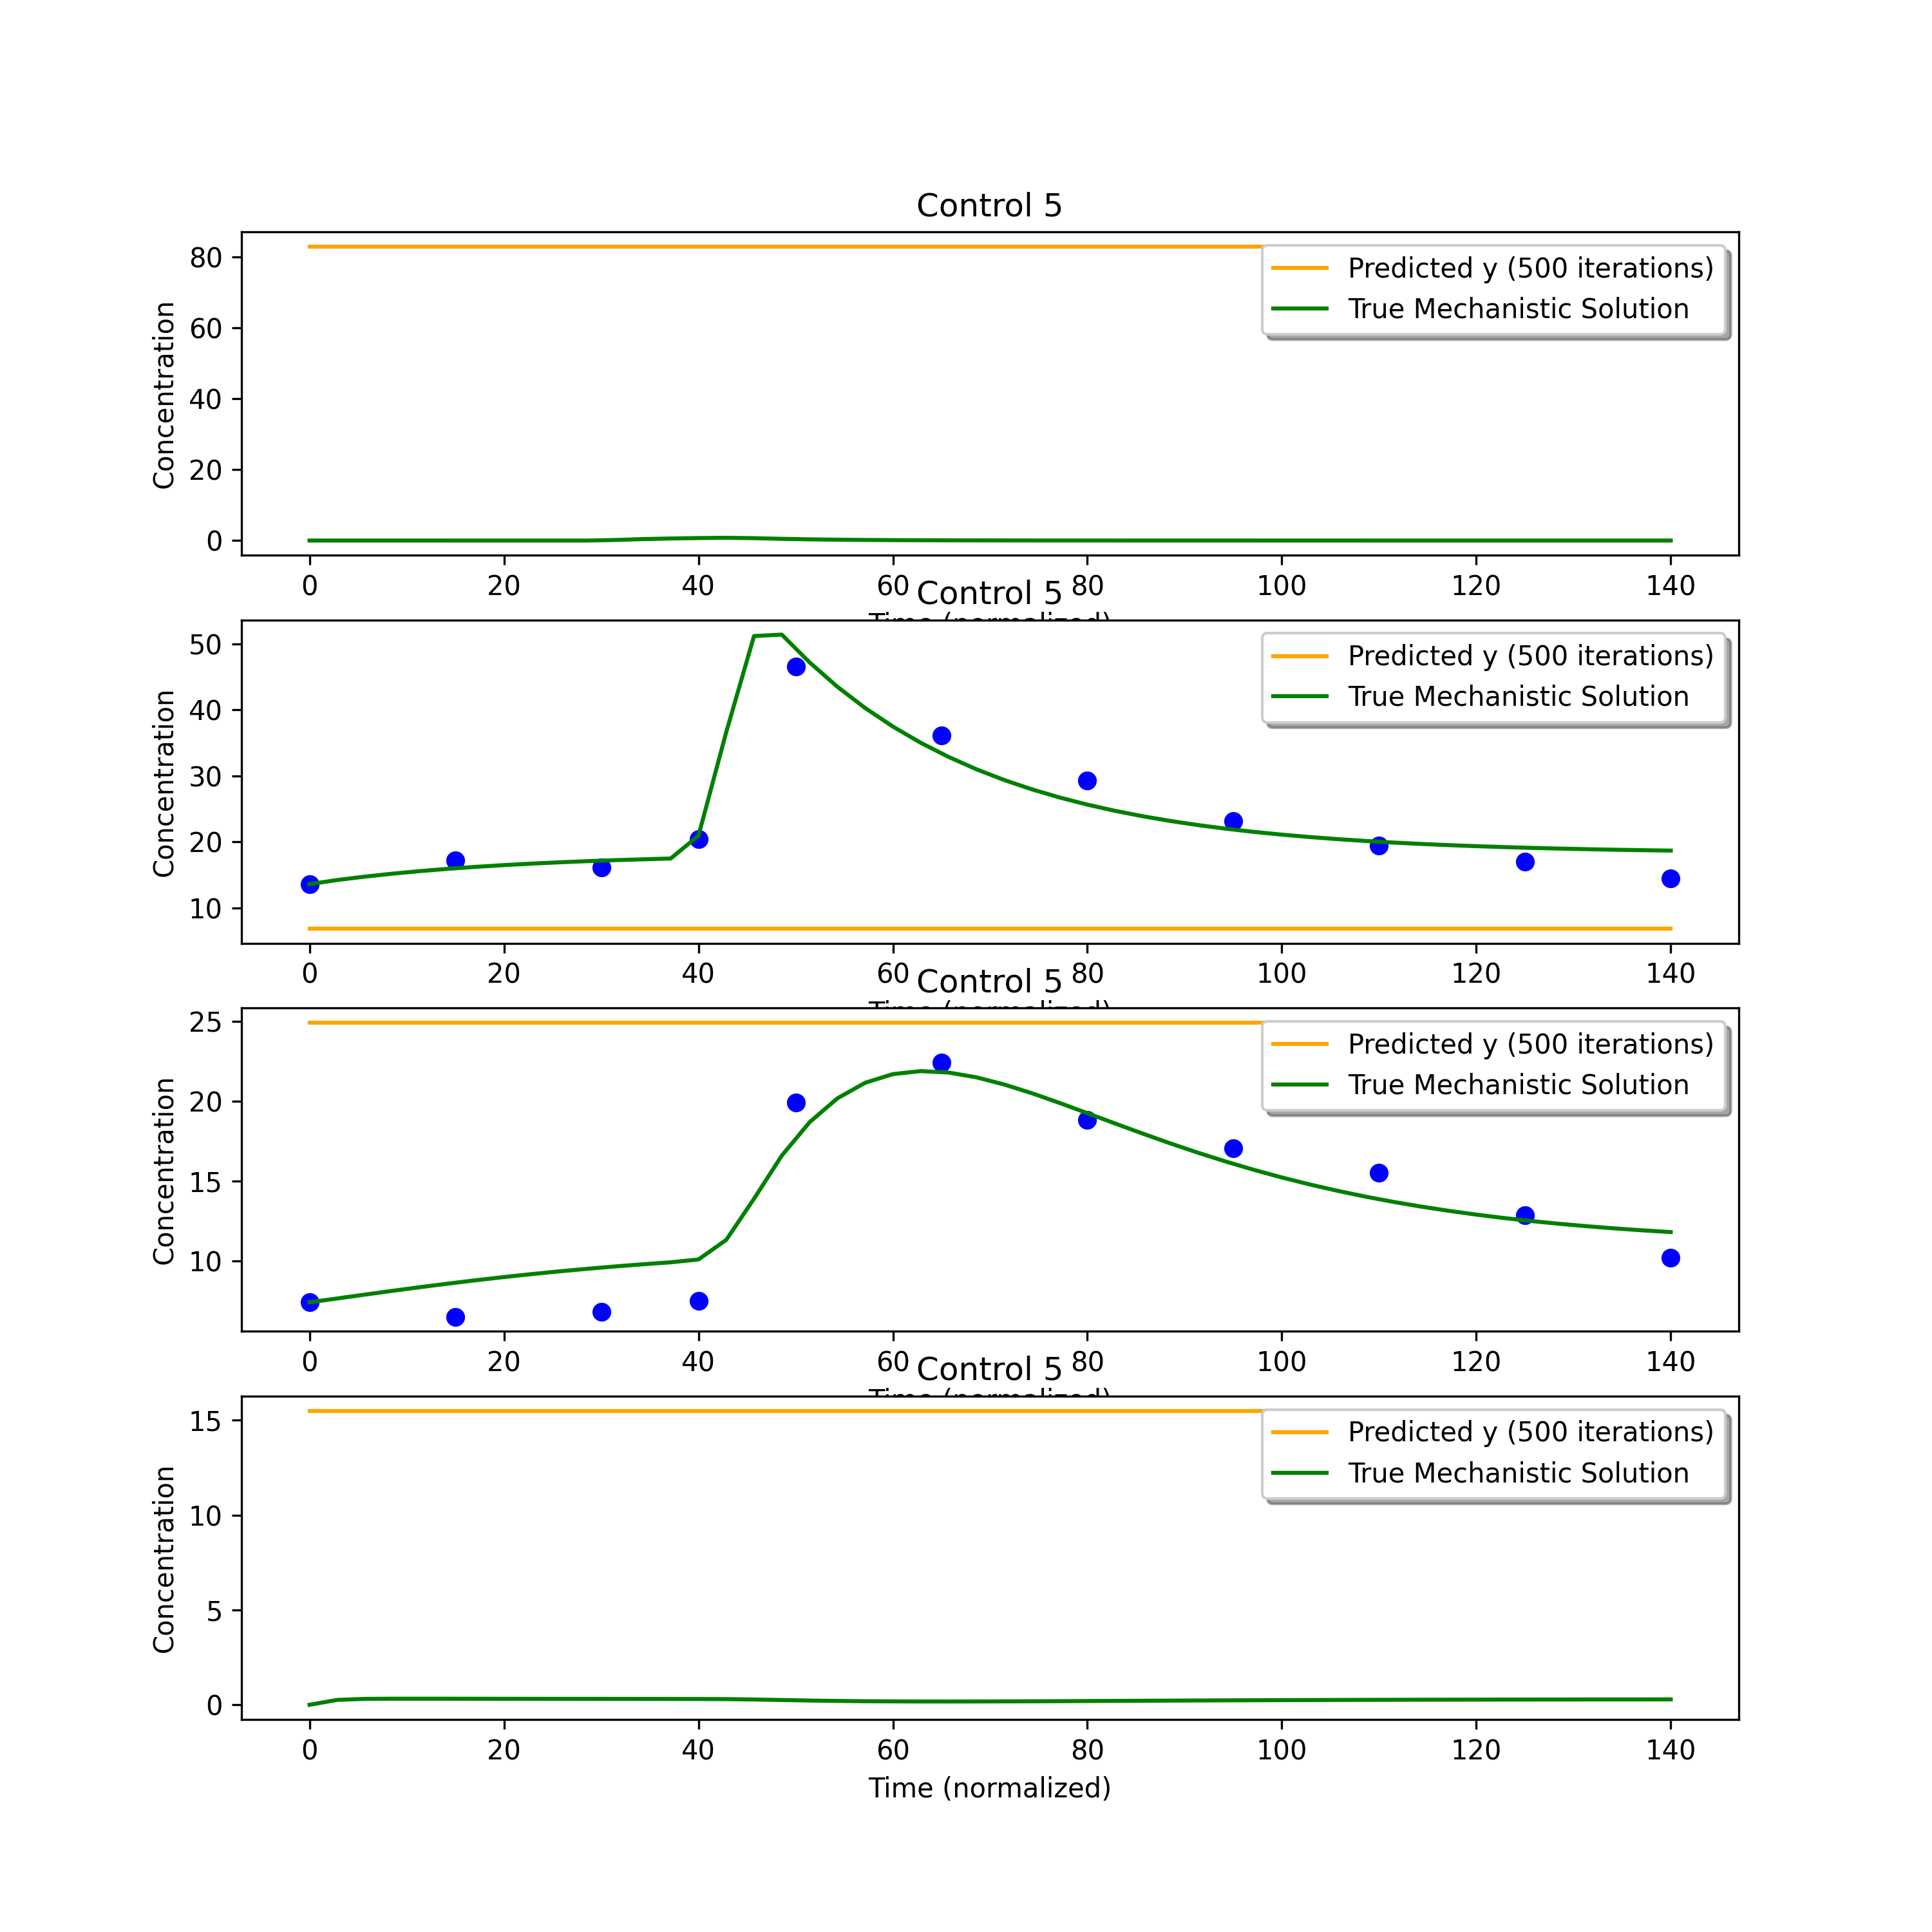 Control 5
Concentration
80
60
40
20
0
Predicted y (500 iterations)
True Mechanistic Solution
0 20 40 60 80 100 120 140
Control 5
Concentration
50
40
30
20
10
Predicted y (500 iterations)
True Mechanistic Solution
0 20 40 60 80 100 120 140
Control 5
Concentration
25
20
15
10
Predicted y (500 iterations)
True Mechanistic Solution
0 20 40 60 80 100 120 140
Control 5
Concentration
15
10
5
0
Predicted y (500 iterations)
True Mechanistic Solution
0 20 40 60 80 100 120 140
Time (normalized)